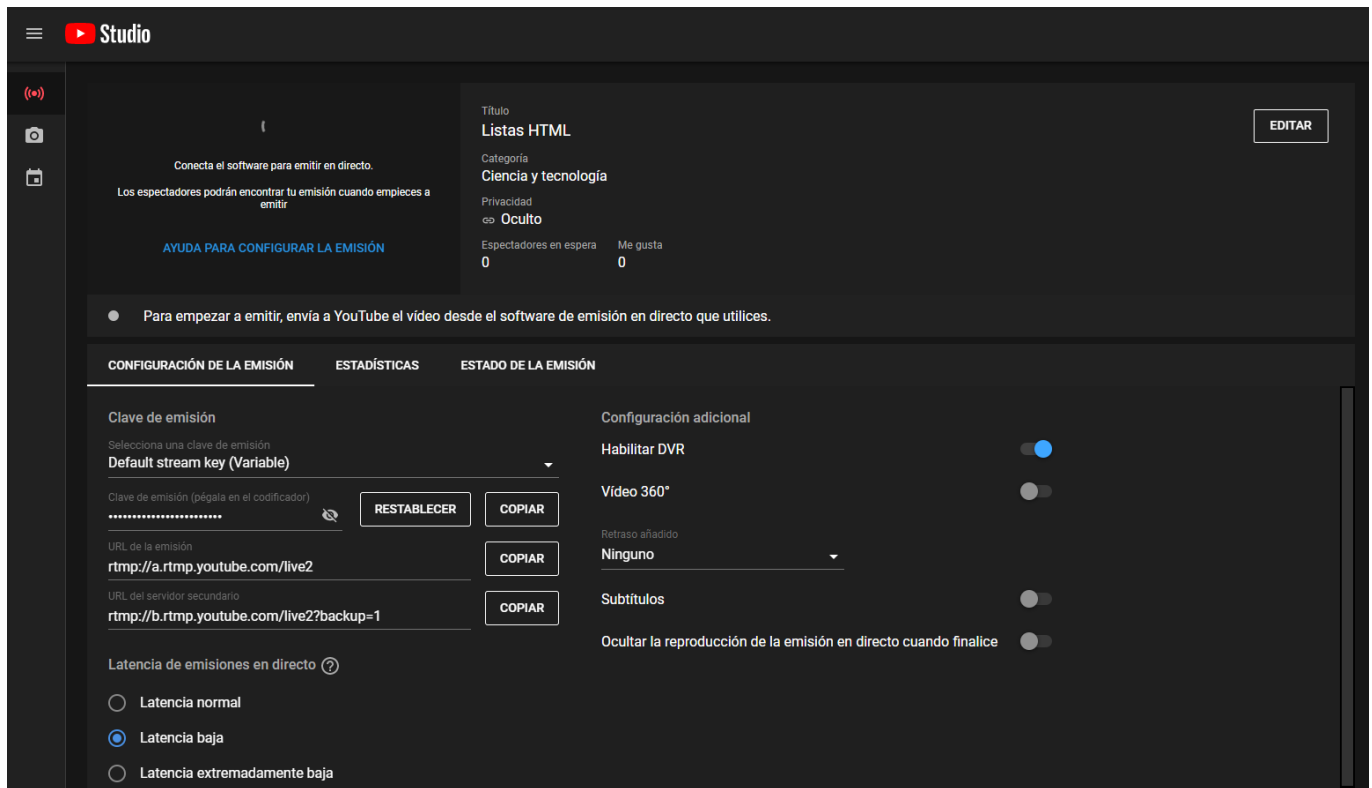 Studio
Conecta el software para emitir en directo.
Los espectadores podrán encontrar tu emisión cuando empieces a
emitir
AYUDA PARA CONFIGURAR LA EMISIÓN
Título
Listas HTML
EDITAR
Categoría
Ciencia y tecnología
Privacidad
Oculto
Espectadores en espera Me gusta
0 0
Para empezar a emitir, envía a YouTube el vídeo desde el software de emisión en directo que utilices.
CONFIGURACIÓN DE LA EMISIÓN ESTADÍSTICAS ESTADO DE LA EMISIÓN
Clave de emisión
Selecciona una clave de emisión
Default stream key (Variable)
Clave de emisión (pégala en el codificador)
••••••••••••••••••••••••
RESTABLECER COPIAR
URL de la emisión
rtmp://a.rtmp.youtube.com/live2
COPIAR
URL del servidor secundario
rtmp://b.rtmp.youtube.com/live2?backup=1
COPIAR
Latencia de emisiones en directo ?
Latencia normal
Latencia baja
Latencia extremadamente baja
Configuración adicional
Habilitar DVR
Vídeo 360°
Retraso añadido
Ninguno
Subtítulos
Ocultar la reproducción de la emisión en directo cuando finalice